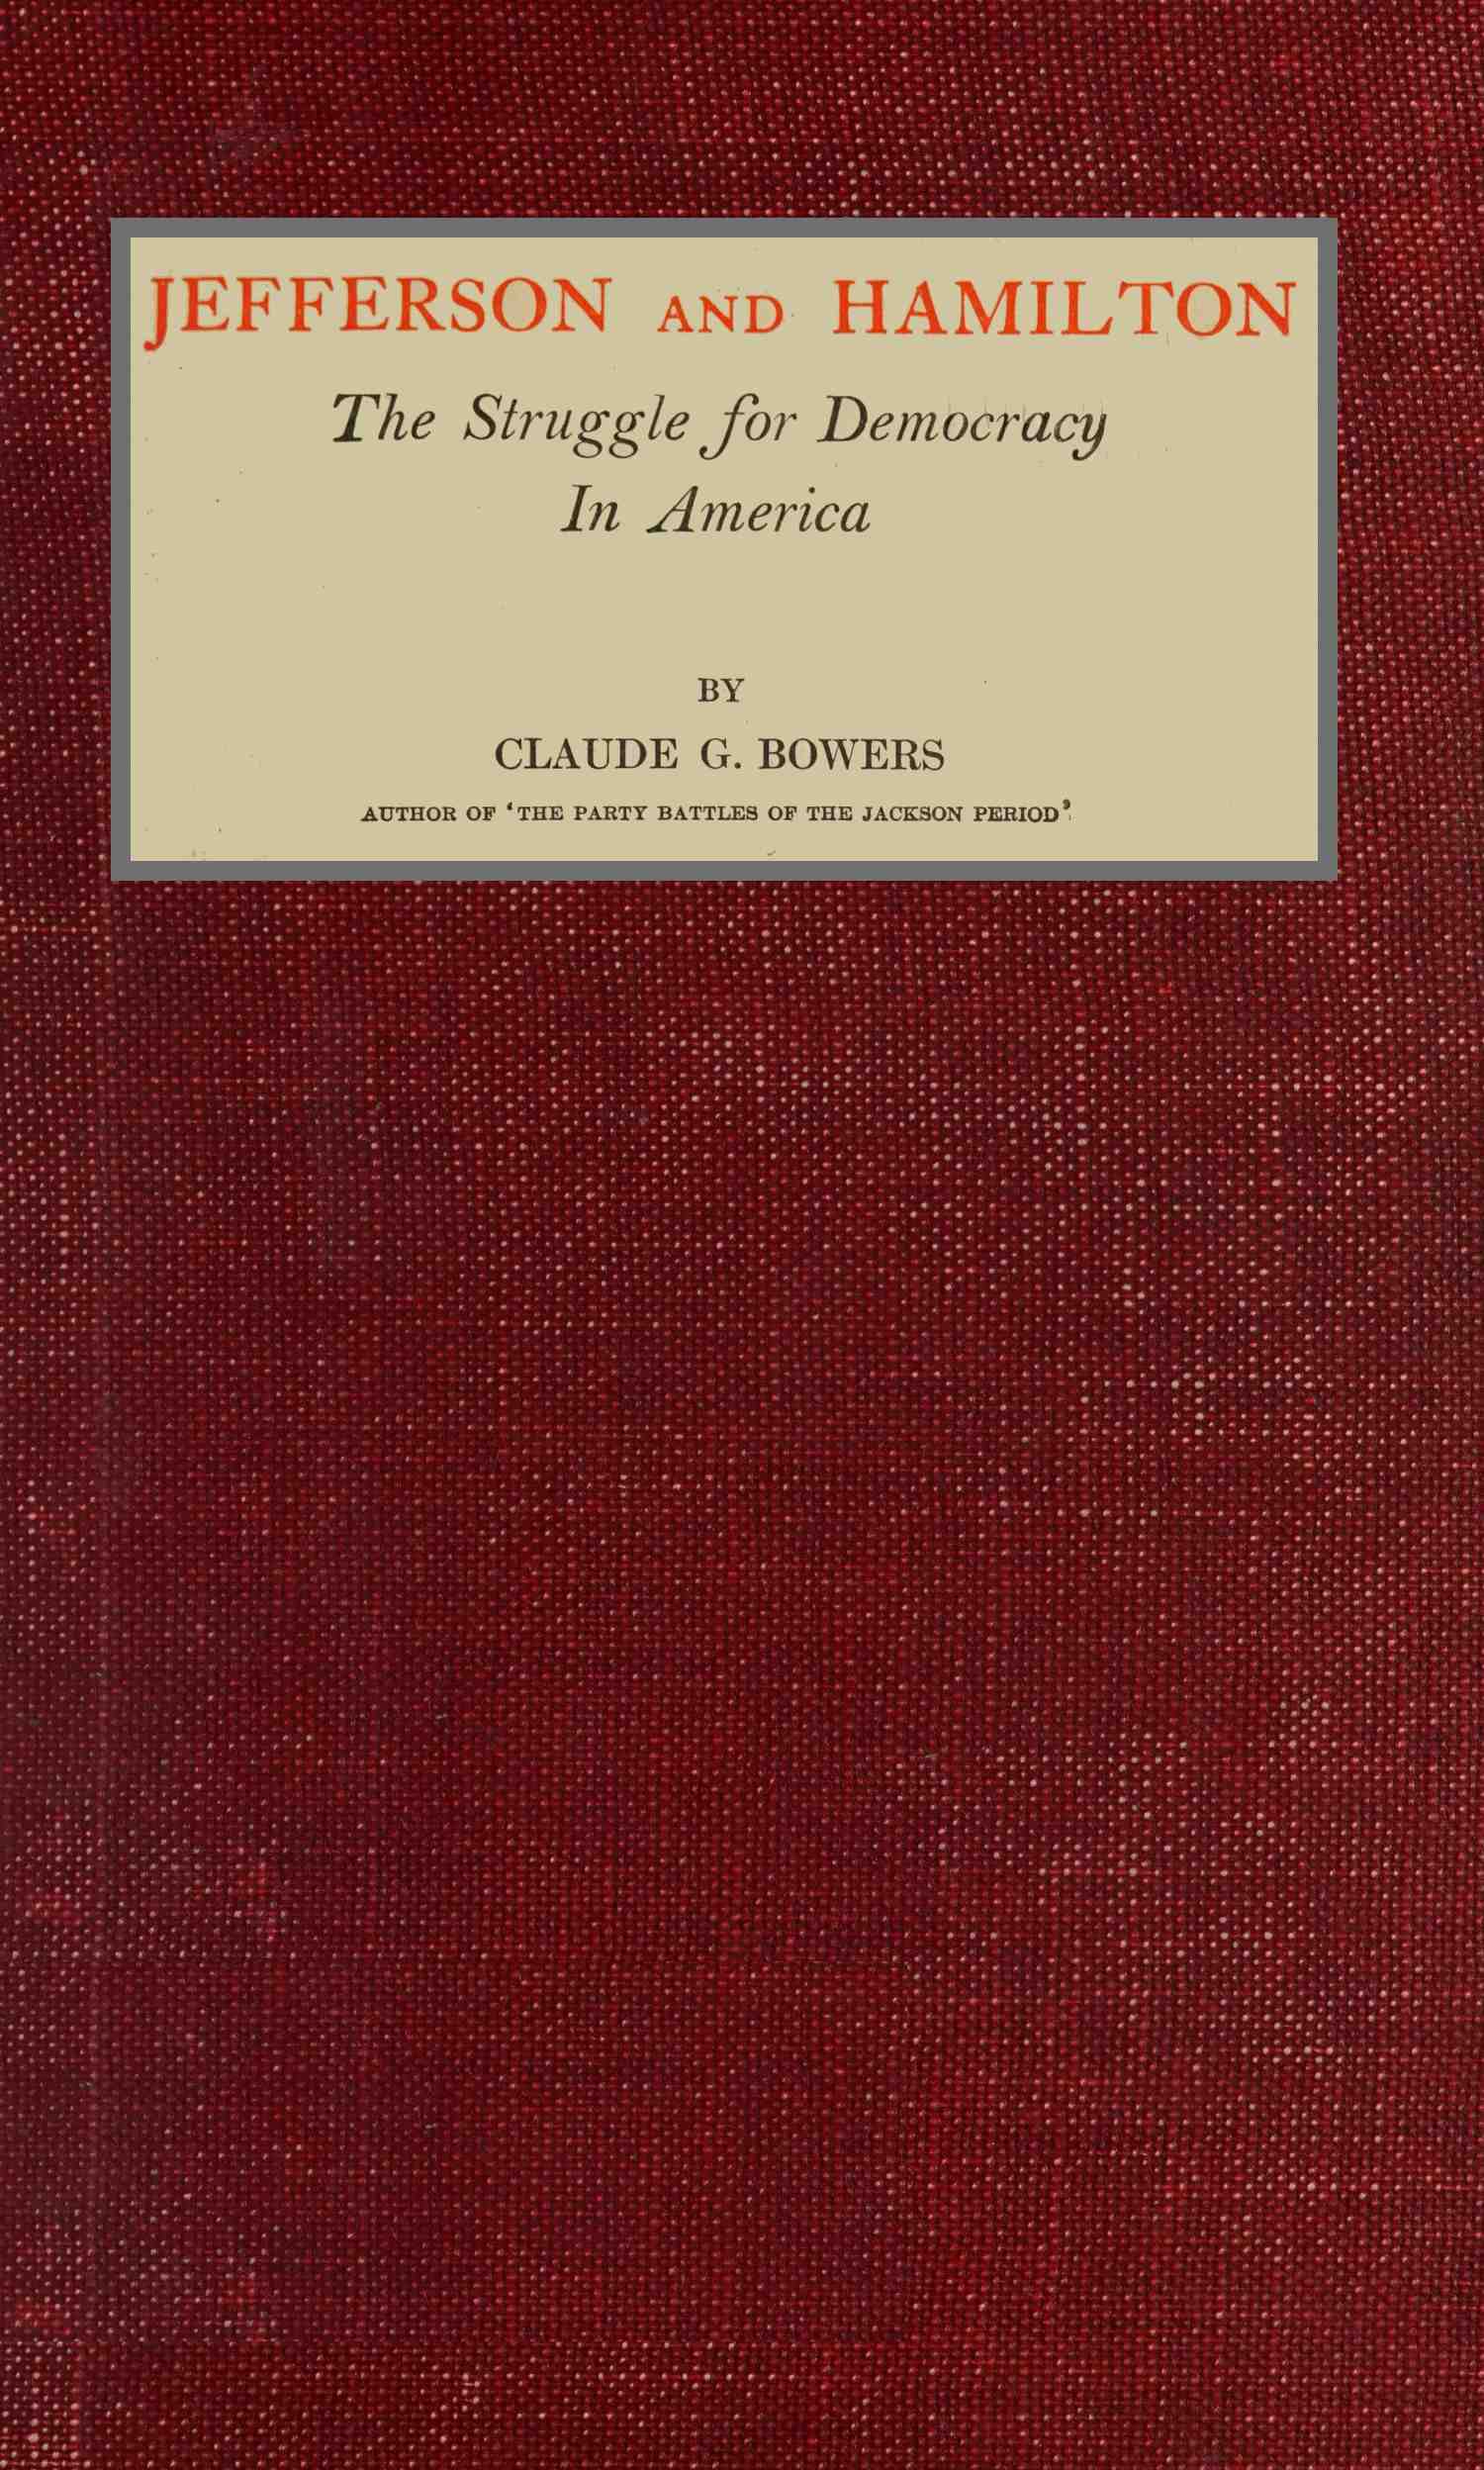 JEFFERSON AND HAMILTON
The Struggle for Democracy
In America
BY
CLAUDE G. BOWERS
AUTHOR OF ‘THE PARTY BATTLES OF THE JACKSON PERIOD’